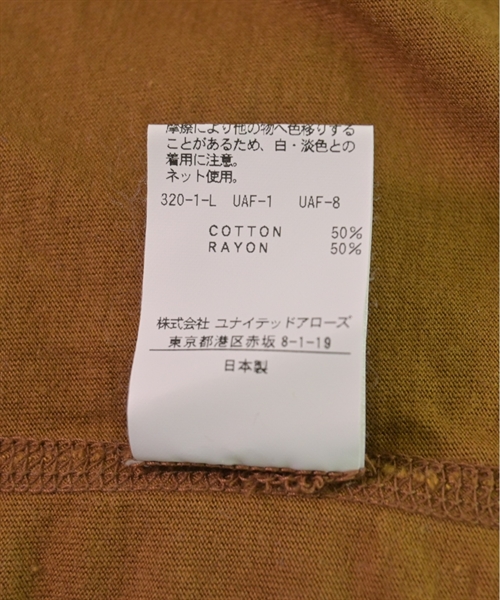 摩擦により他の物へ色移りする
ことがあるため、白・淡色との
着用に注意。
ネット使用。
320-1-L UAF-1 UAF-8
COTTON 50%
RAYON 50%
株式会社 ユナイテッドアローズ
東京都港区赤坂 8-1-19
日本製